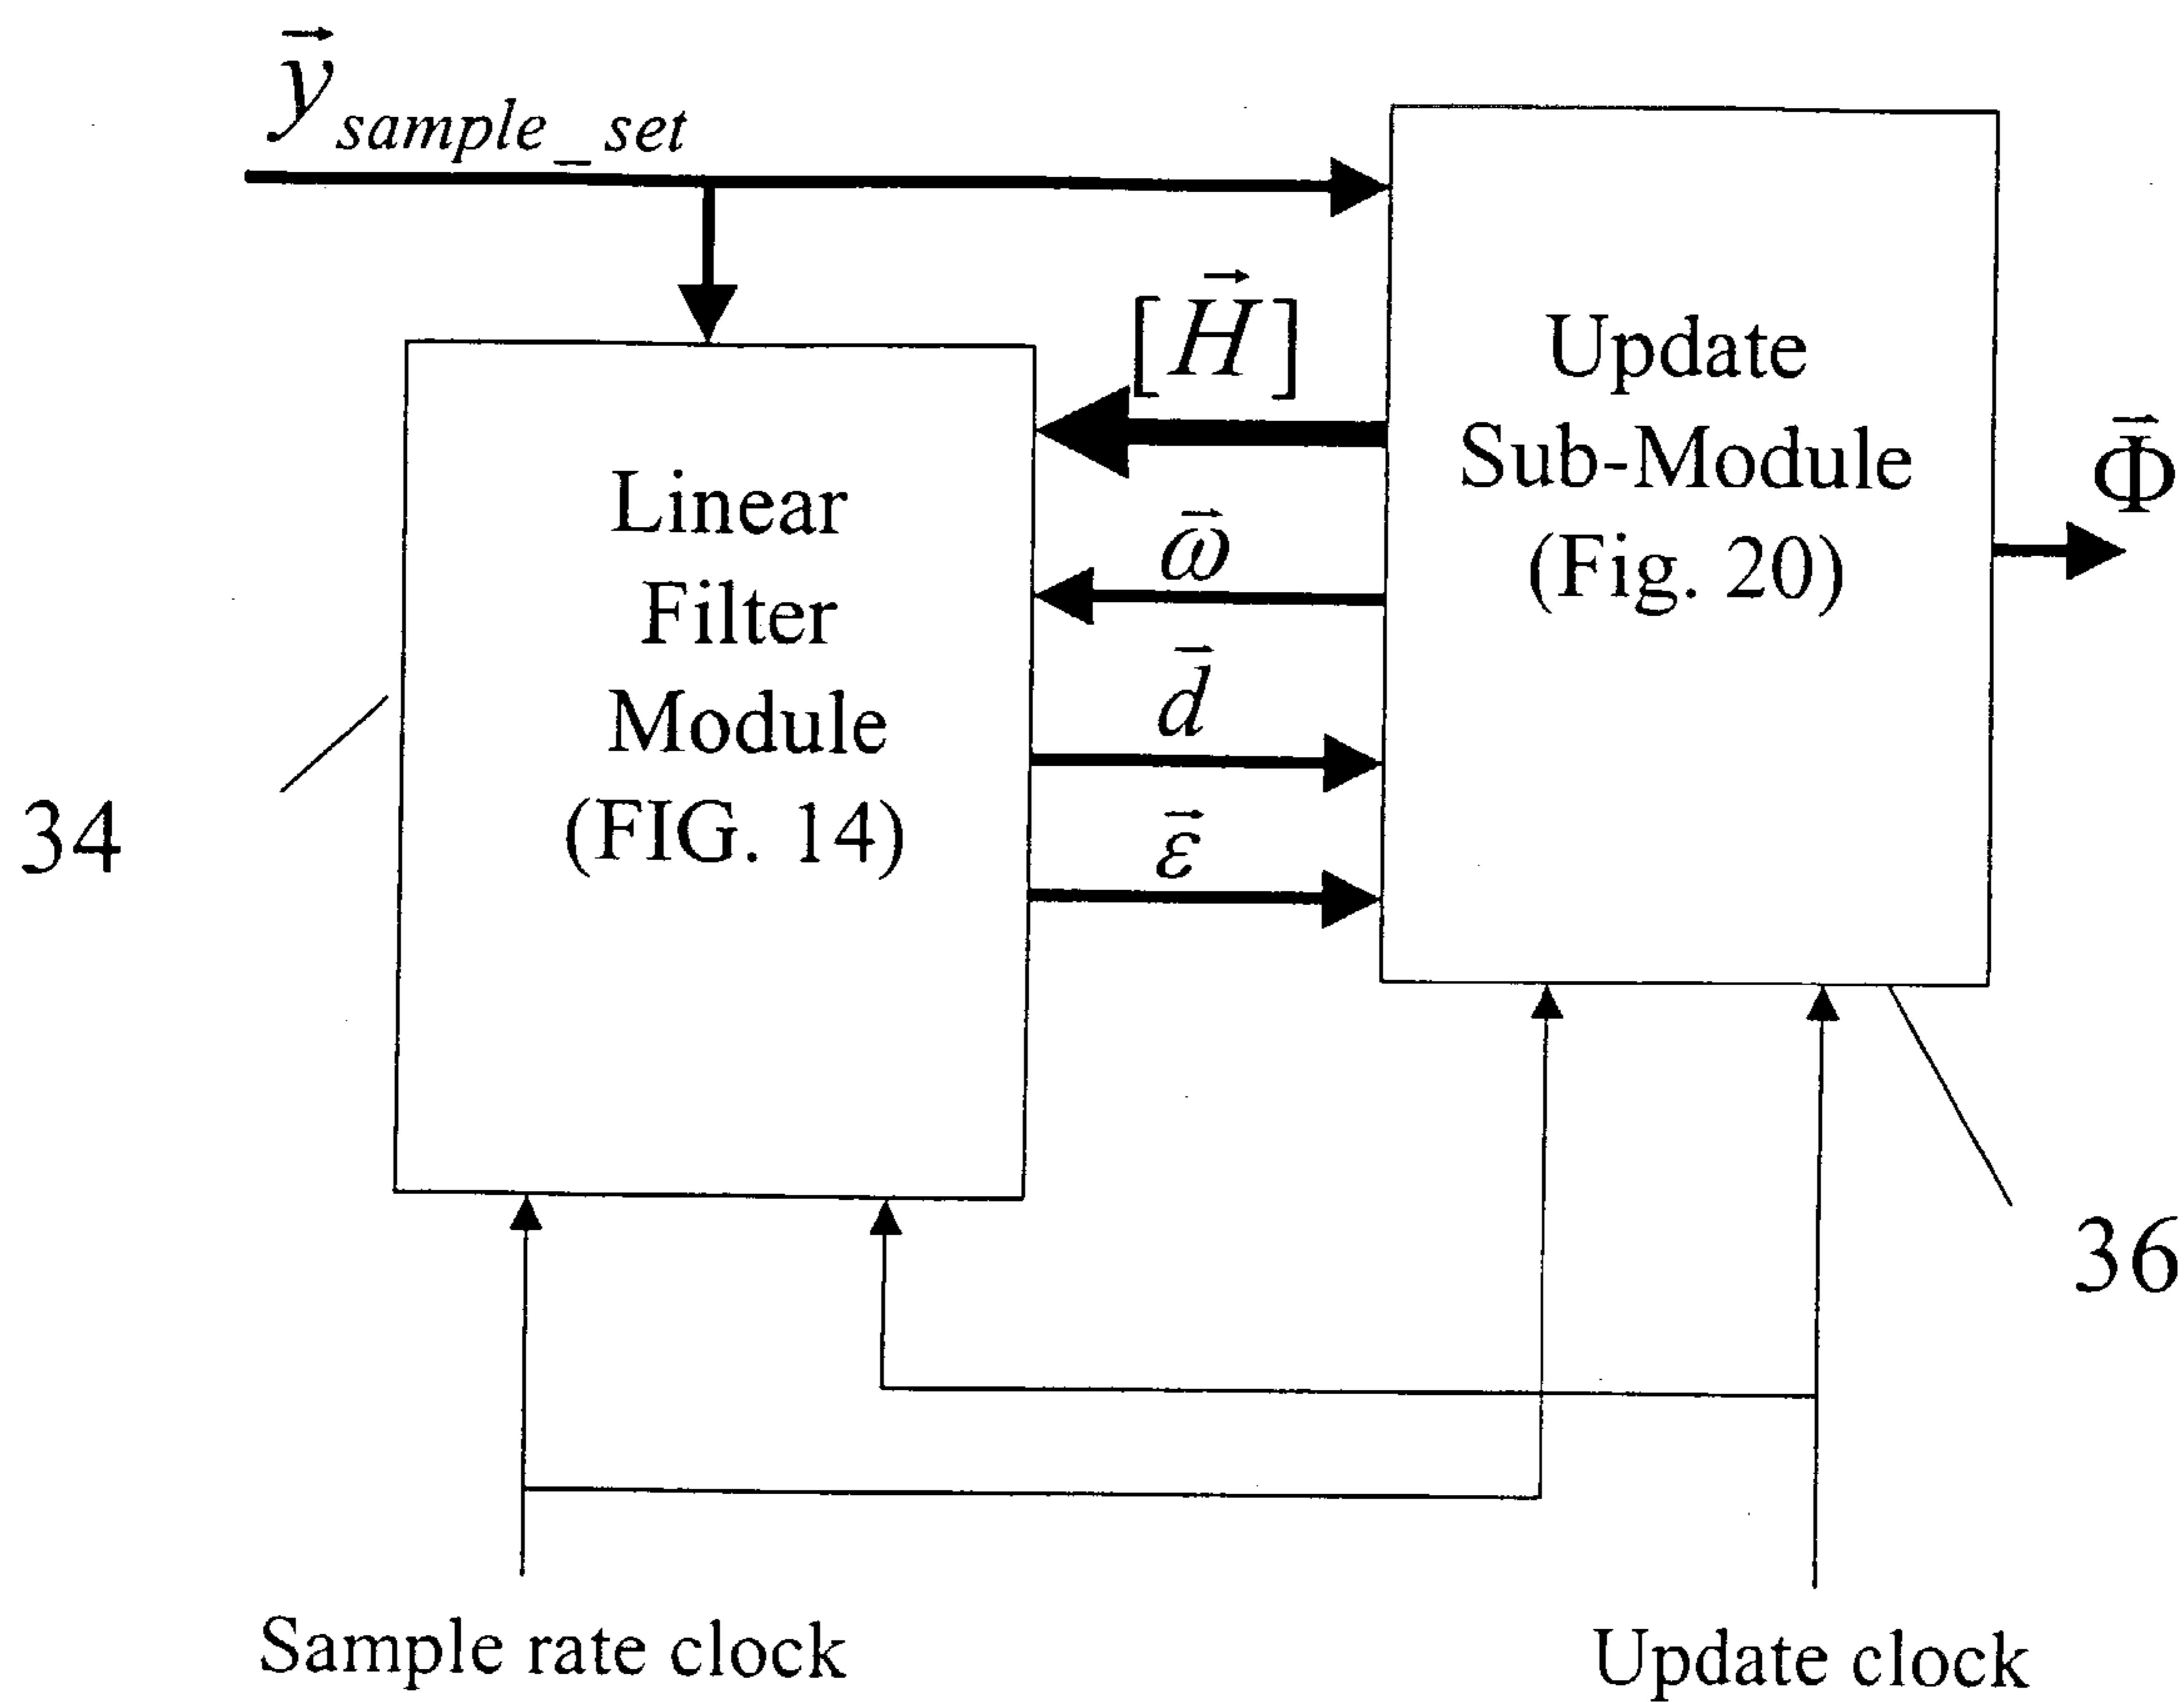 y⃗ sample_set
[H⃗]
Update
Sub-Module
(Fig. 20)
Φ⃗
Linear
Filter
Module
(FIG. 14)
ω⃗
d⃗
ε⃗
34
36
Sample rate clock
Update clock